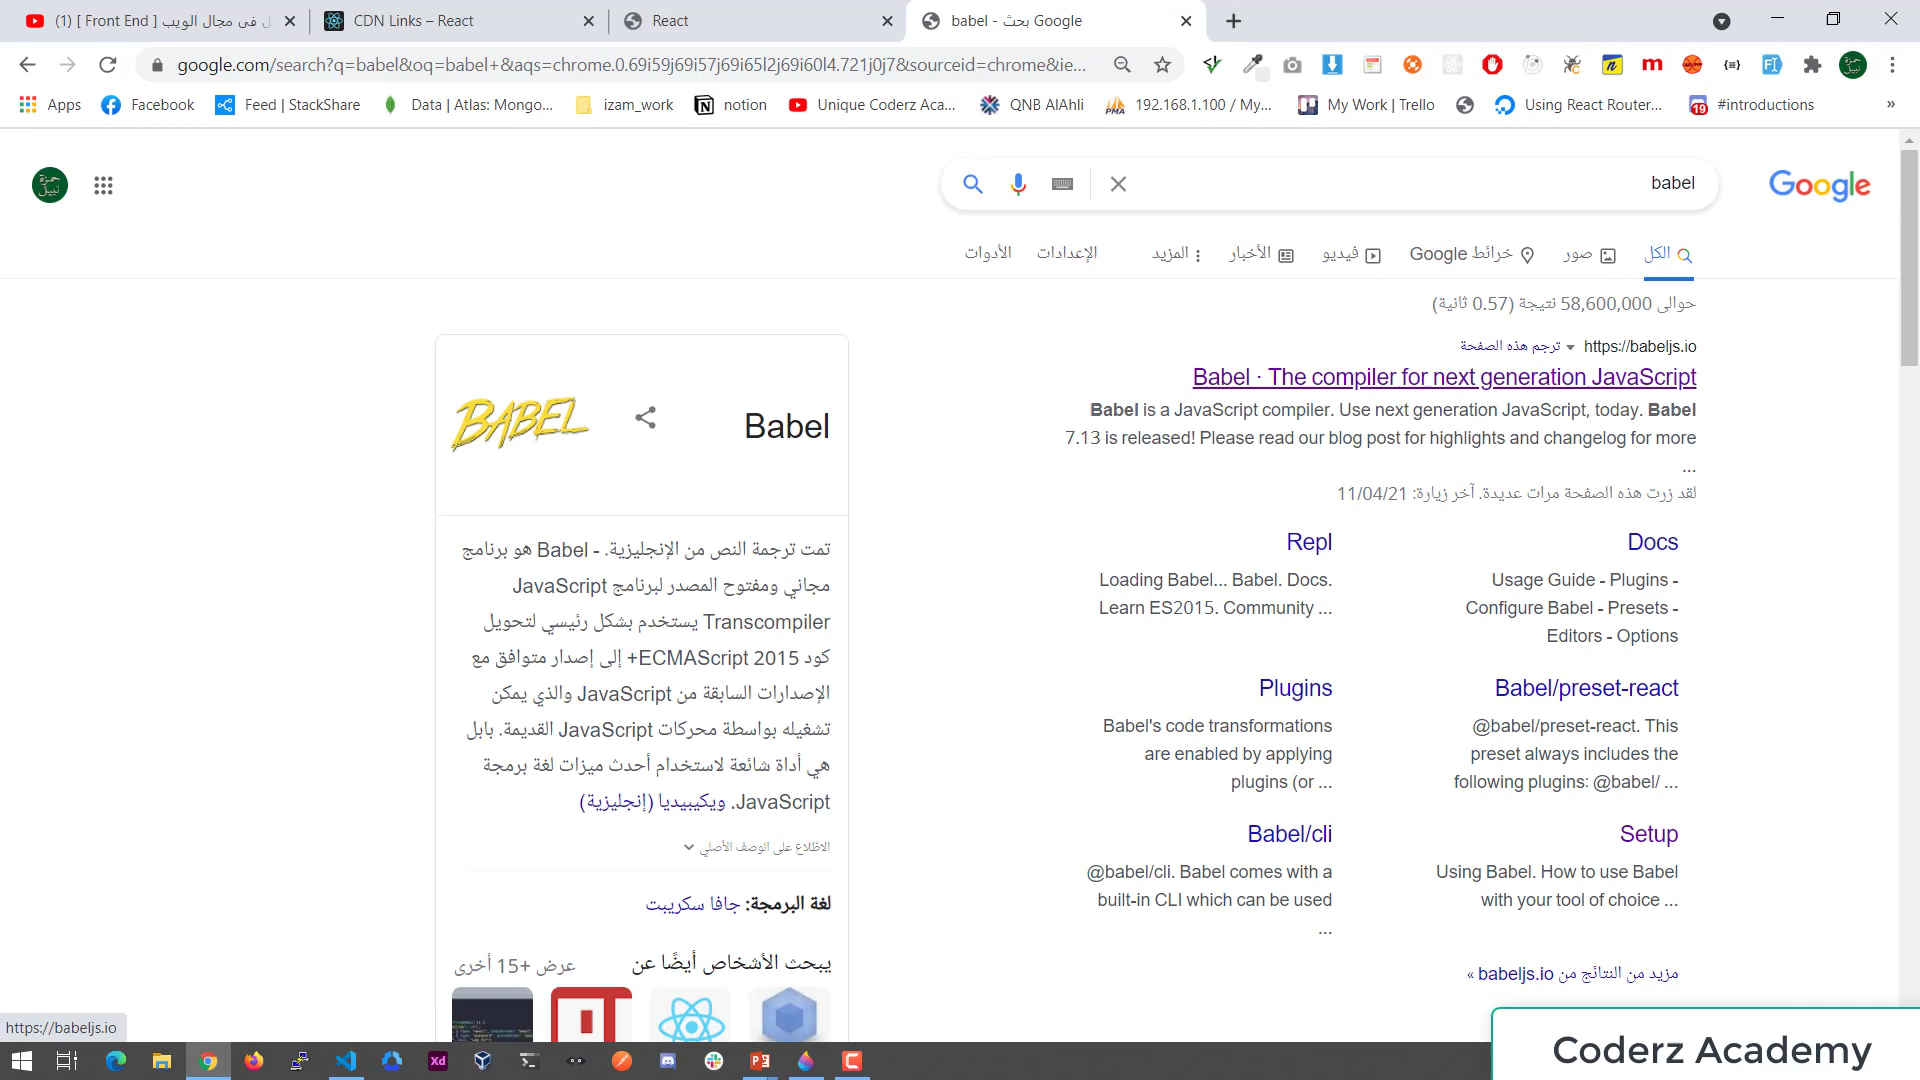 (1) [ Front End ] ل فى مجال الويب
CDN Links – React
React
babel - بحث Google
google.com/search?q=babel&oq=babel+&aqs=chrome.0.69i59j69i57j69i65l2j69i60l4.721j0j7&sourceid=chrome&ie...
Apps
Facebook
Feed | StackShare
Data | Atlas: Mongo...
izam_work
notion
Unique Coderz Aca...
QNB AlAhli
192.168.1.100 / My...
My Work | Trello
Using React Router...
#introductions
babel
Google
الكل
صور
خرائط Google
فيديو
الأخبار
المزيد
الإعدادات
الأدوات
حوالى 58,600,000 نتيجة (0.57 ثانية)
https://babeljs.io ترجم هذه الصفحة
Babel · The compiler for next generation JavaScript
Babel is a JavaScript compiler. Use next generation JavaScript, today. Babel
7.13 is released! Please read our blog post for highlights and changelog for more
...
لقد زرت هذه الصفحة مرات عديدة. آخر زيارة: 11/04/21
Docs
Usage Guide - Plugins -
Configure Babel - Presets -
Editors - Options
Repl
Loading Babel... Babel. Docs.
Learn ES2015. Community ...
Babel/preset-react
@babel/preset-react. This
preset always includes the
following plugins: @babel/ ...
Plugins
Babel's code transformations
are enabled by applying
plugins (or ...
Setup
Using Babel. How to use Babel
with your tool of choice ...
Babel/cli
@babel/cli. Babel comes with a
built-in CLI which can be used
...
مزيد من النتائج من babeljs.io »
BABEL
Babel
تمت ترجمة النص من الإنجليزية. - Babel هو برنامج
مجاني ومفتوح المصدر لبرنامج JavaScript
Transcompiler يستخدم بشكل رئيسي لتحويل
كود ECMAScript 2015+ إلى إصدار متوافق مع
الإصدارات السابقة من JavaScript والذي يمكن
تشغيله بواسطة محركات JavaScript القديمة. بابل
هي أداة شائعة لاستخدام أحدث ميزات لغة برمجة
JavaScript. ويكيبيديا (إنجليزية)
الاطّلاع على الوصف الأصلي
لغة البرمجة: جافا سكريبت
يبحث الأشخاص أيضًا عن
عرض +15 أخرى
https://babeljs.io
Coderz Academy